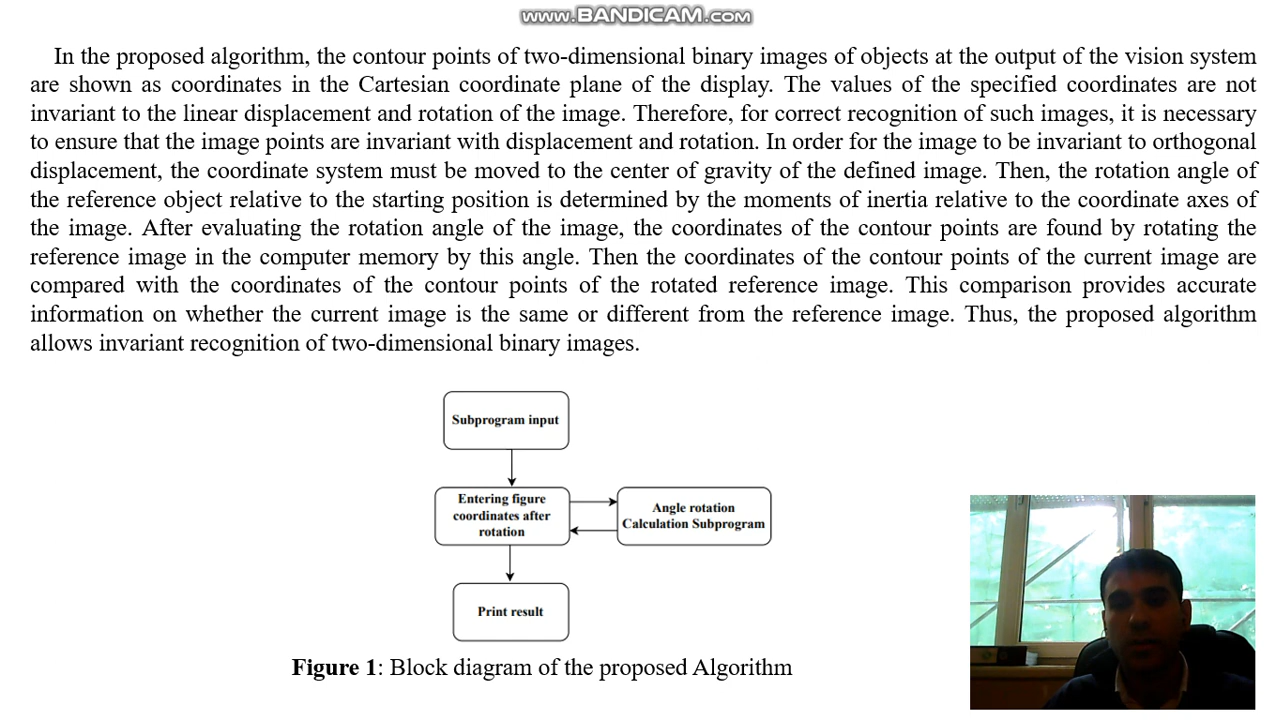 www.BANDICAM.COM
In the proposed algorithm, the contour points of two-dimensional binary images of objects at the output of the vision system
are shown as coordinates in the Cartesian coordinate plane of the display. The values of the specified coordinates are not
invariant to the linear displacement and rotation of the image. Therefore, for correct recognition of such images, it is necessary
to ensure that the image points are invariant with displacement and rotation. In order for the image to be invariant to orthogonal
displacement, the coordinate system must be moved to the center of gravity of the defined image. Then, the rotation angle of
the reference object relative to the starting position is determined by the moments of inertia relative to the coordinate axes of
the image. After evaluating the rotation angle of the image, the coordinates of the contour points are found by rotating the
reference image in the computer memory by this angle. Then the coordinates of the contour points of the current image are
compared with the coordinates of the contour points of the rotated reference image. This comparison provides accurate
information on whether the current image is the same or different from the reference image. Thus, the proposed algorithm
allows invariant recognition of two-dimensional binary images.
Subprogram input
Entering figure
coordinates after
rotation
Angle rotation
Calculation Subprogram
Print result
Figure 1: Block diagram of the proposed Algorithm